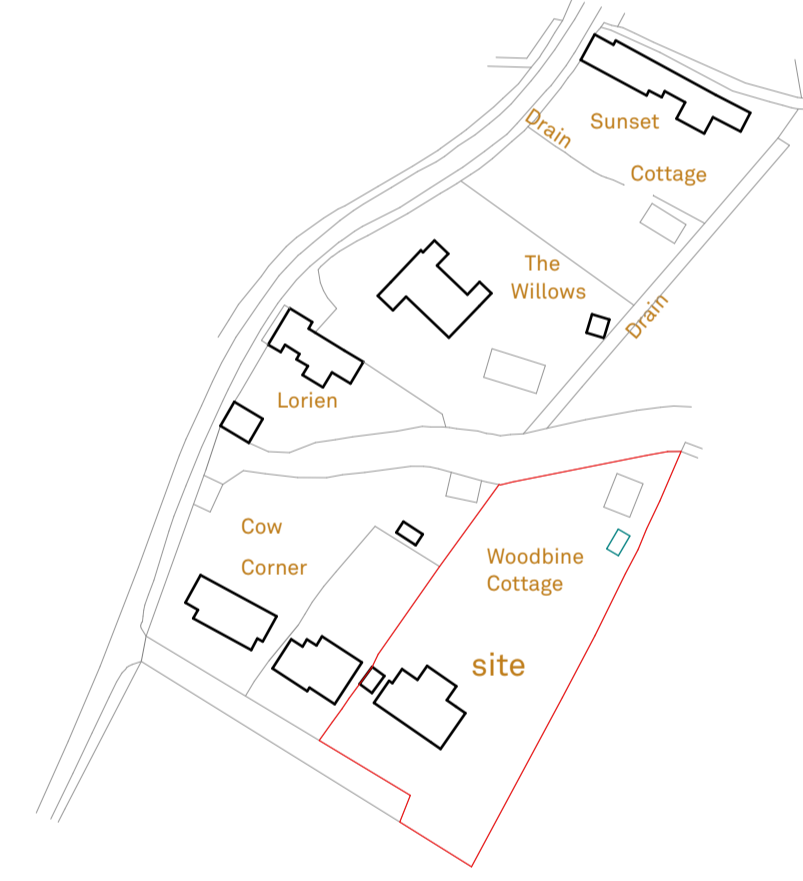 Drain
Sunset
Cottage
The
Willows
Drain
Lorien
Cow
Corner
Woodbine
Cottage
site